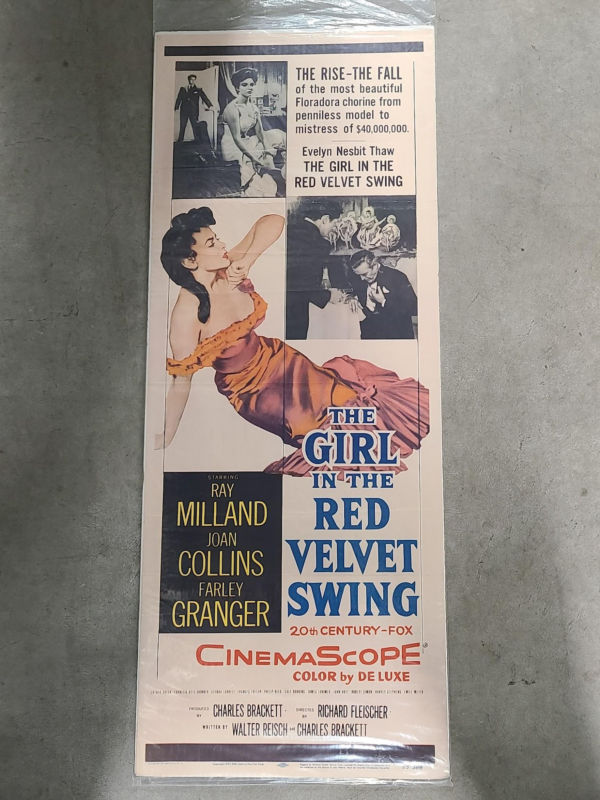 THE RISE-THE FALL
of the most beautiful
Floradora chorine from
penniless model to
mistress of $40,000,000.
Evelyn Nesbit Thaw
THE GIRL IN THE
RED VELVET SWING
THE
GIRL
IN THE
RED
VELVET
SWING
STARRING
RAY
MILLAND
JOAN
COLLINS
FARLEY
GRANGER
20th CENTURY-FOX
CINEMASCOPE
COLOR by DE LUXE
PRODUCED BY CHARLES BRACKETT · DIRECTED BY RICHARD FLEISCHER ·
WRITTEN BY WALTER REISCH and CHARLES BRACKETT